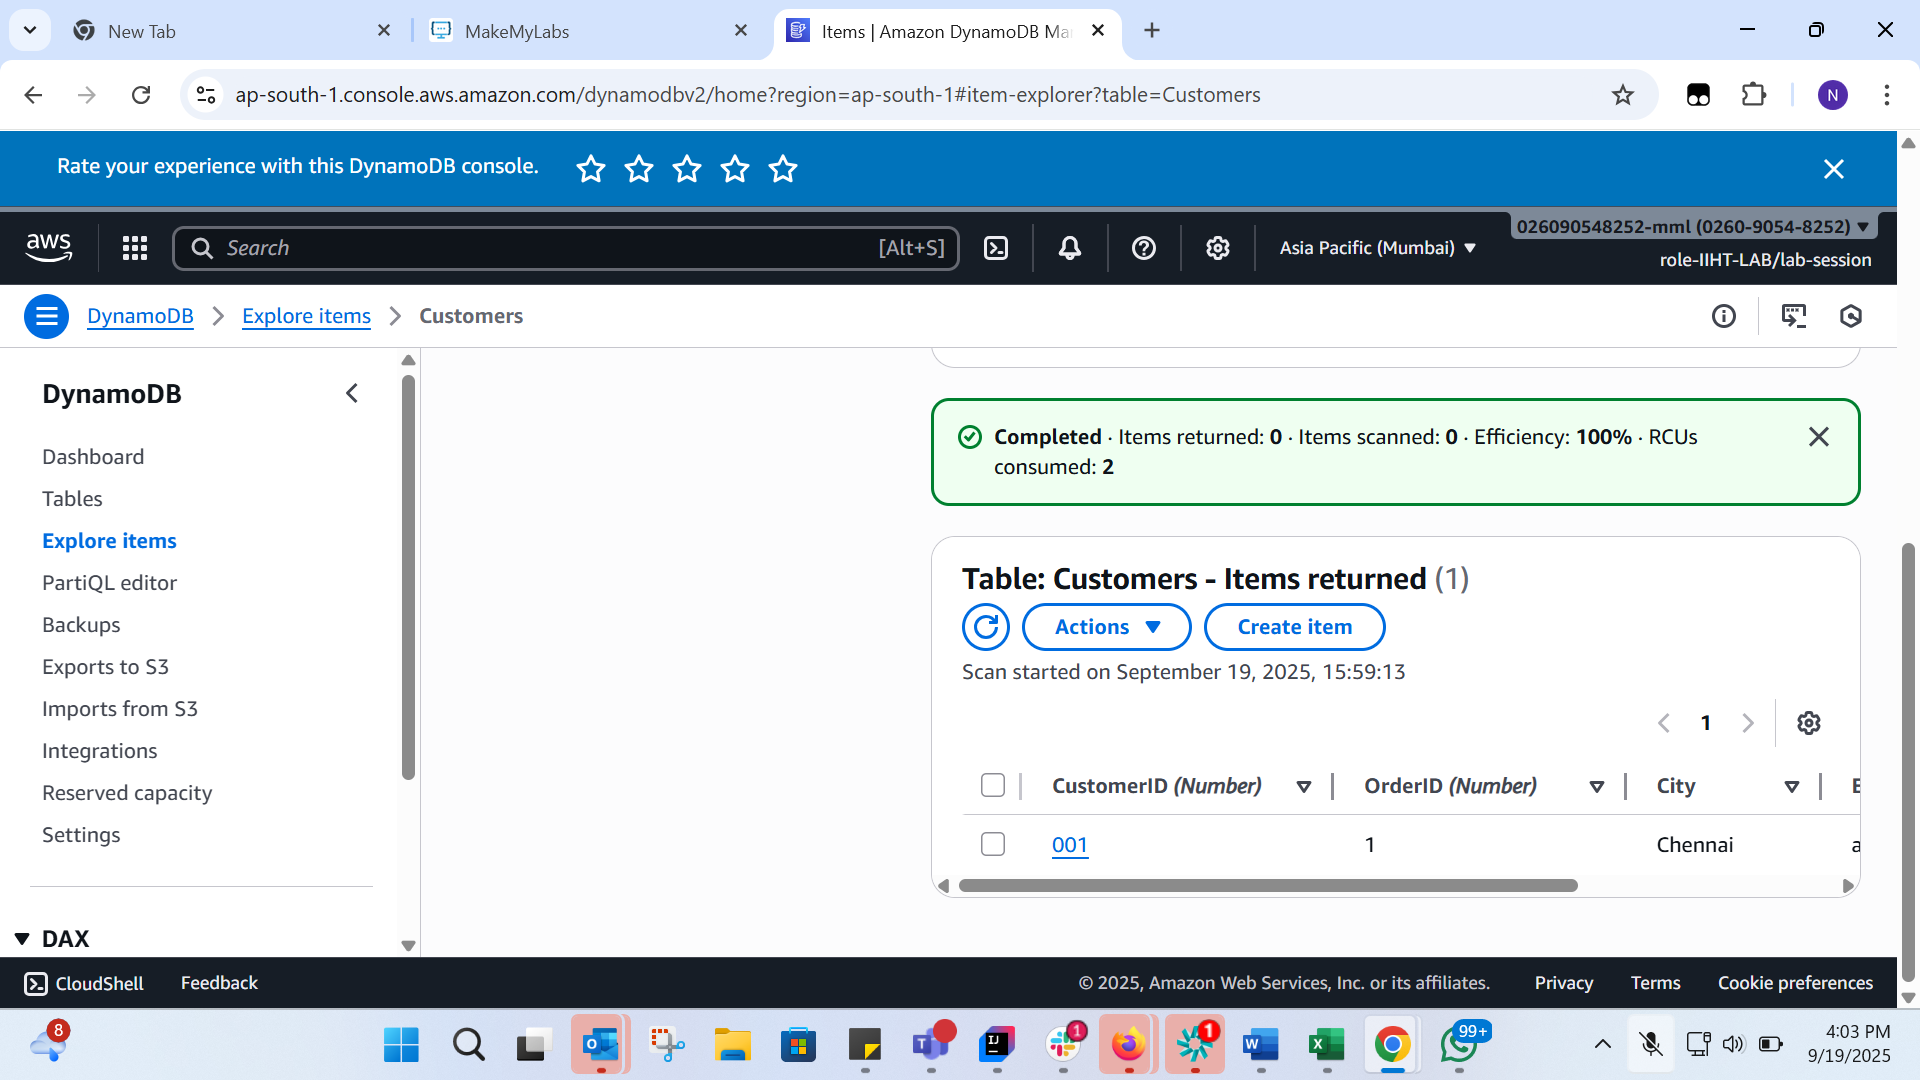 New Tab
MakeMyLabs
Items | Amazon DynamoDB Ma
ap-south-1.console.aws.amazon.com/dynamodbv2/home?region=ap-south-1#item-explorer?table=Customers
N
Rate your experience with this DynamoDB console.
aws
Search
[Alt+S]
Asia Pacific (Mumbai)
026090548252-mml (0260-9054-8252)
role-IIHT-LAB/lab-session
DynamoDB
Explore items
Customers
DynamoDB
Dashboard
Tables
Explore items
PartiQL editor
Backups
Exports to S3
Imports from S3
Integrations
Reserved capacity
Settings
DAX
Completed · Items returned: 0 · Items scanned: 0 · Efficiency: 100% · RCUs
consumed: 2
Table: Customers - Items returned (1)
Actions
Create item
Scan started on September 19, 2025, 15:59:13
1
CustomerID (Number)
OrderID (Number)
City
E
001
1
Chennai
a
CloudShell
Feedback
© 2025, Amazon Web Services, Inc. or its affiliates.
Privacy
Terms
Cookie preferences
8
1
1
99+
4:03 PM
9/19/2025